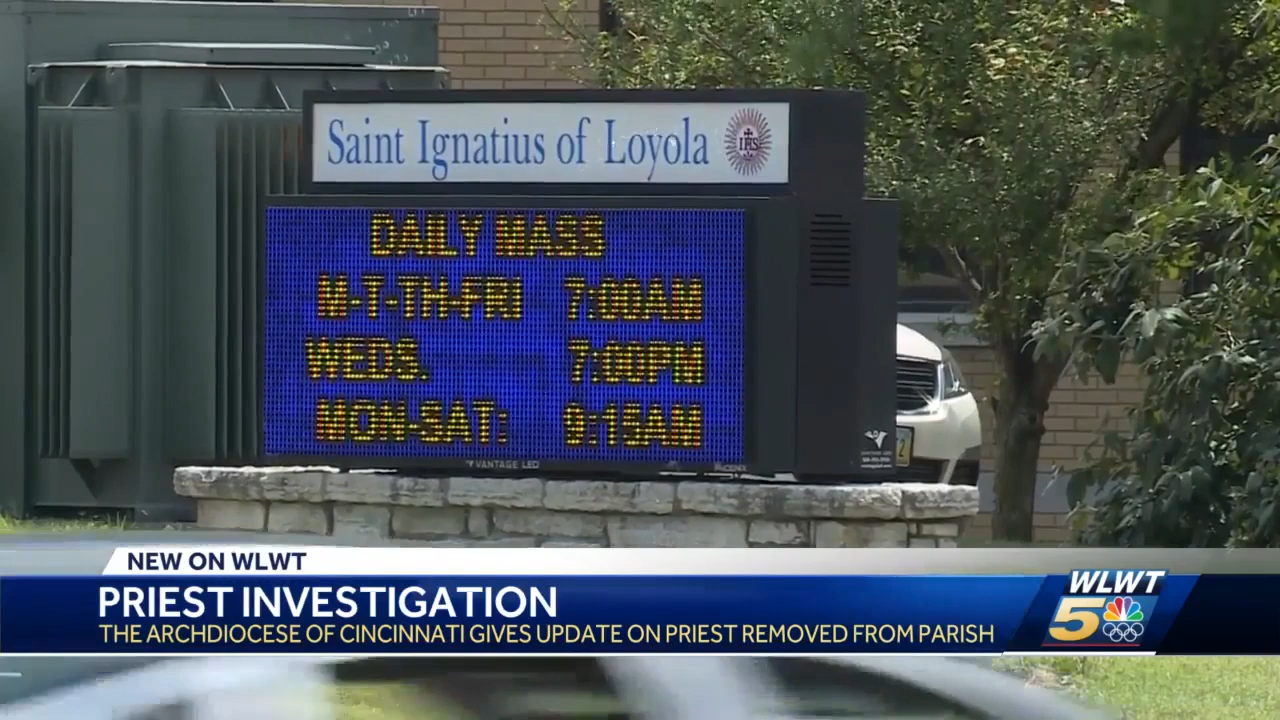 Saint Ignatius of Loyola
IHS
DAILY MASS
M-T-TH-FRI 7:00AM
WEDS. 7:00PM
MON-SAT: 9:15AM
VANTAGE LED
NEW ON WLWT
PRIEST INVESTIGATION
THE ARCHDIOCESE OF CINCINNATI GIVES UPDATE ON PRIEST REMOVED FROM PARISH
WLWT
5